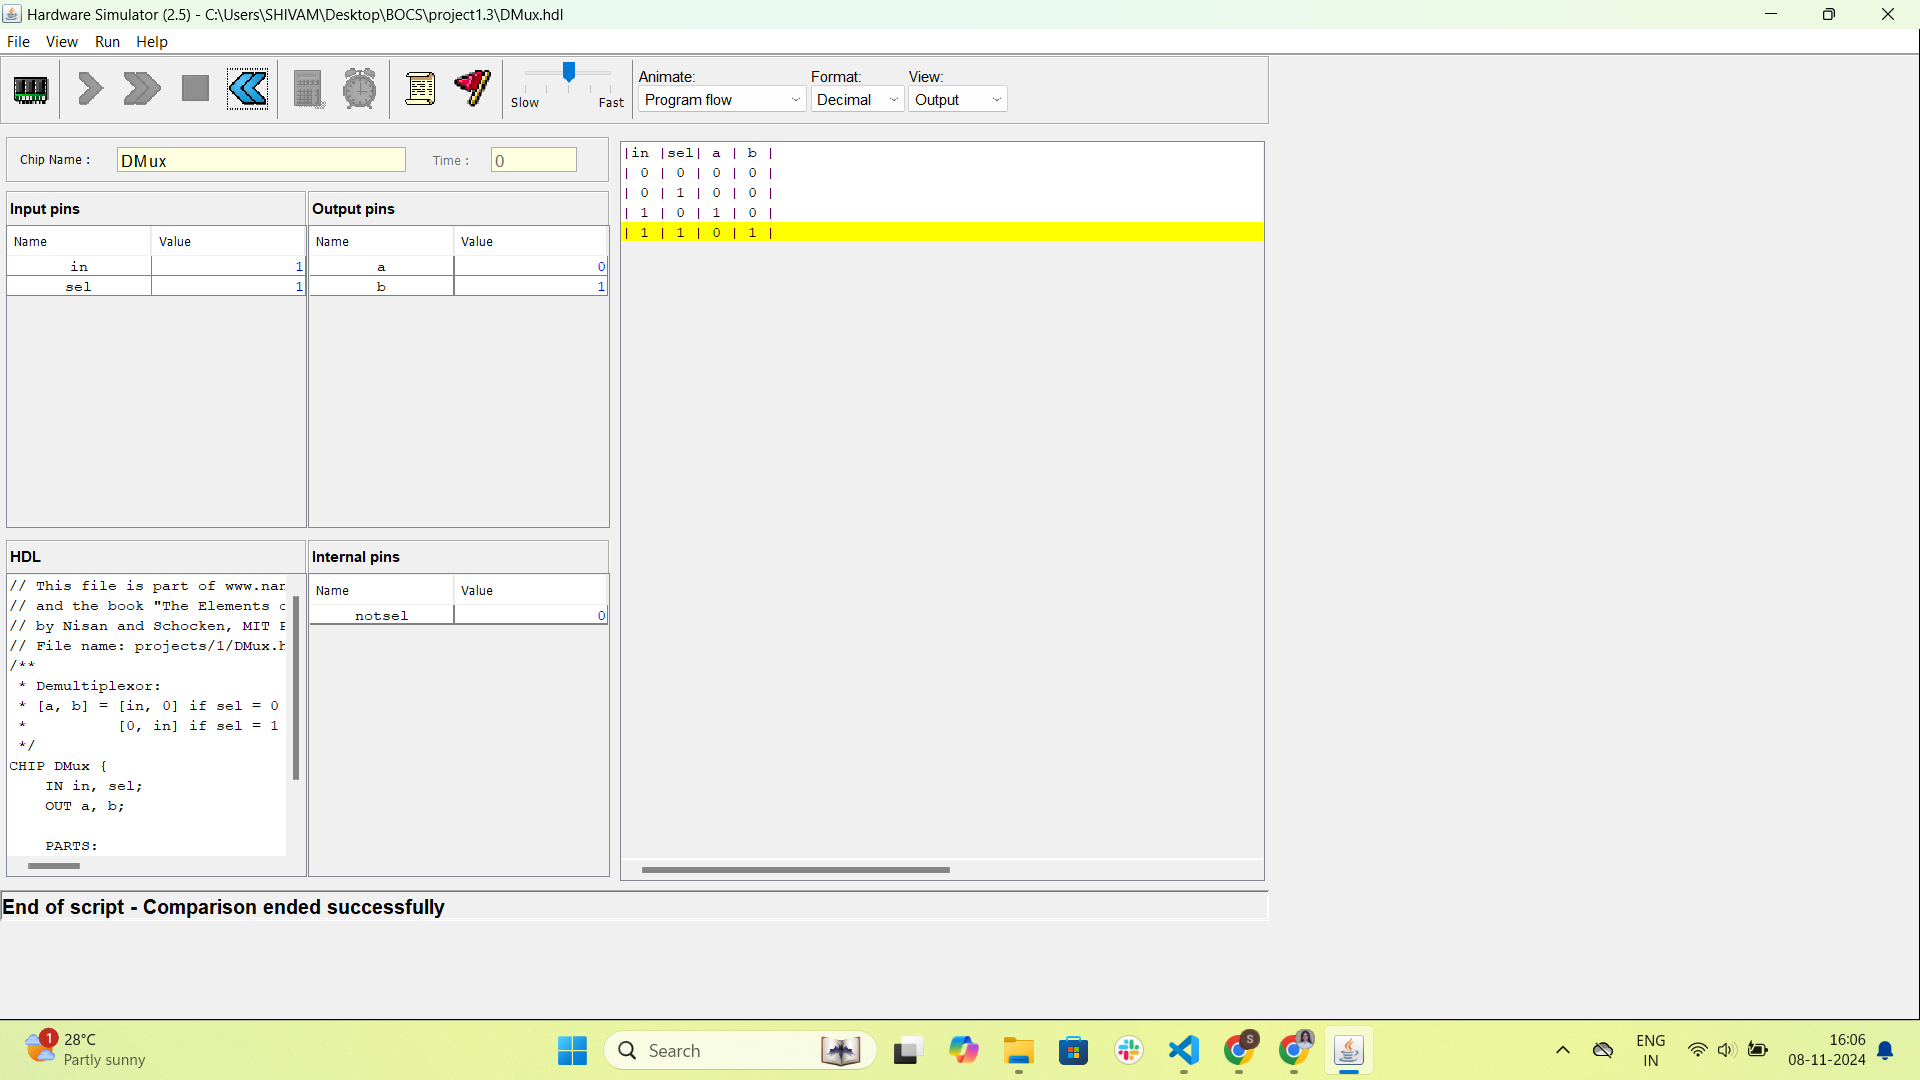 Hardware Simulator (2.5) - C:\Users\SHIVAM\Desktop\BOCS\project1.3\DMux.hdl
File View Run Help
Slow Fast
Animate: Format: View:
Program flow Decimal Output
Chip Name : DMux Time : 0
Input pins
Name Value
in 1
sel 1
Output pins
Name Value
a 0
b 1
|in |sel| a | b |
| 0 | 0 | 0 | 0 |
| 0 | 1 | 0 | 0 |
| 1 | 0 | 1 | 0 |
| 1 | 1 | 0 | 1 |
HDL
// This file is part of www.nan
// and the book "The Elements
// by Nisan and Schocken, MIT
// File name: projects/1/DMux.h
/**
* Demultiplexor:
* [a, b] = [in, 0] if sel = 0
* [0, in] if sel = 1
*/
CHIP DMux {
IN in, sel;
OUT a, b;
PARTS:
Internal pins
Name Value
notsel 0
End of script - Comparison ended successfully
1
28°C
Partly sunny
Search
S
ENG
IN
16:06
08-11-2024